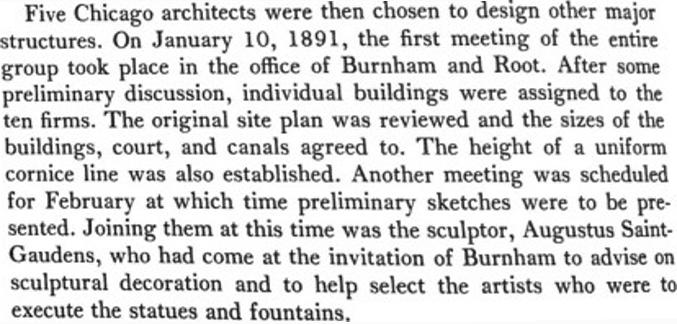 Five Chicago architects were then chosen to design other major
structures. On January 10, 1891, the first meeting of the entire
group took place in the office of Burnham and Root. After some
preliminary discussion, individual buildings were assigned to the
ten firms. The original site plan was reviewed and the sizes of the
buildings, court, and canals agreed to. The height of a uniform
cornice line was also established. Another meeting was scheduled
for February at which time preliminary sketches were to be pre-
sented. Joining them at this time was the sculptor, Augustus Saint-
Gaudens, who had come at the invitation of Burnham to advise on
sculptural decoration and to help select the artists who were to
execute the statues and fountains.